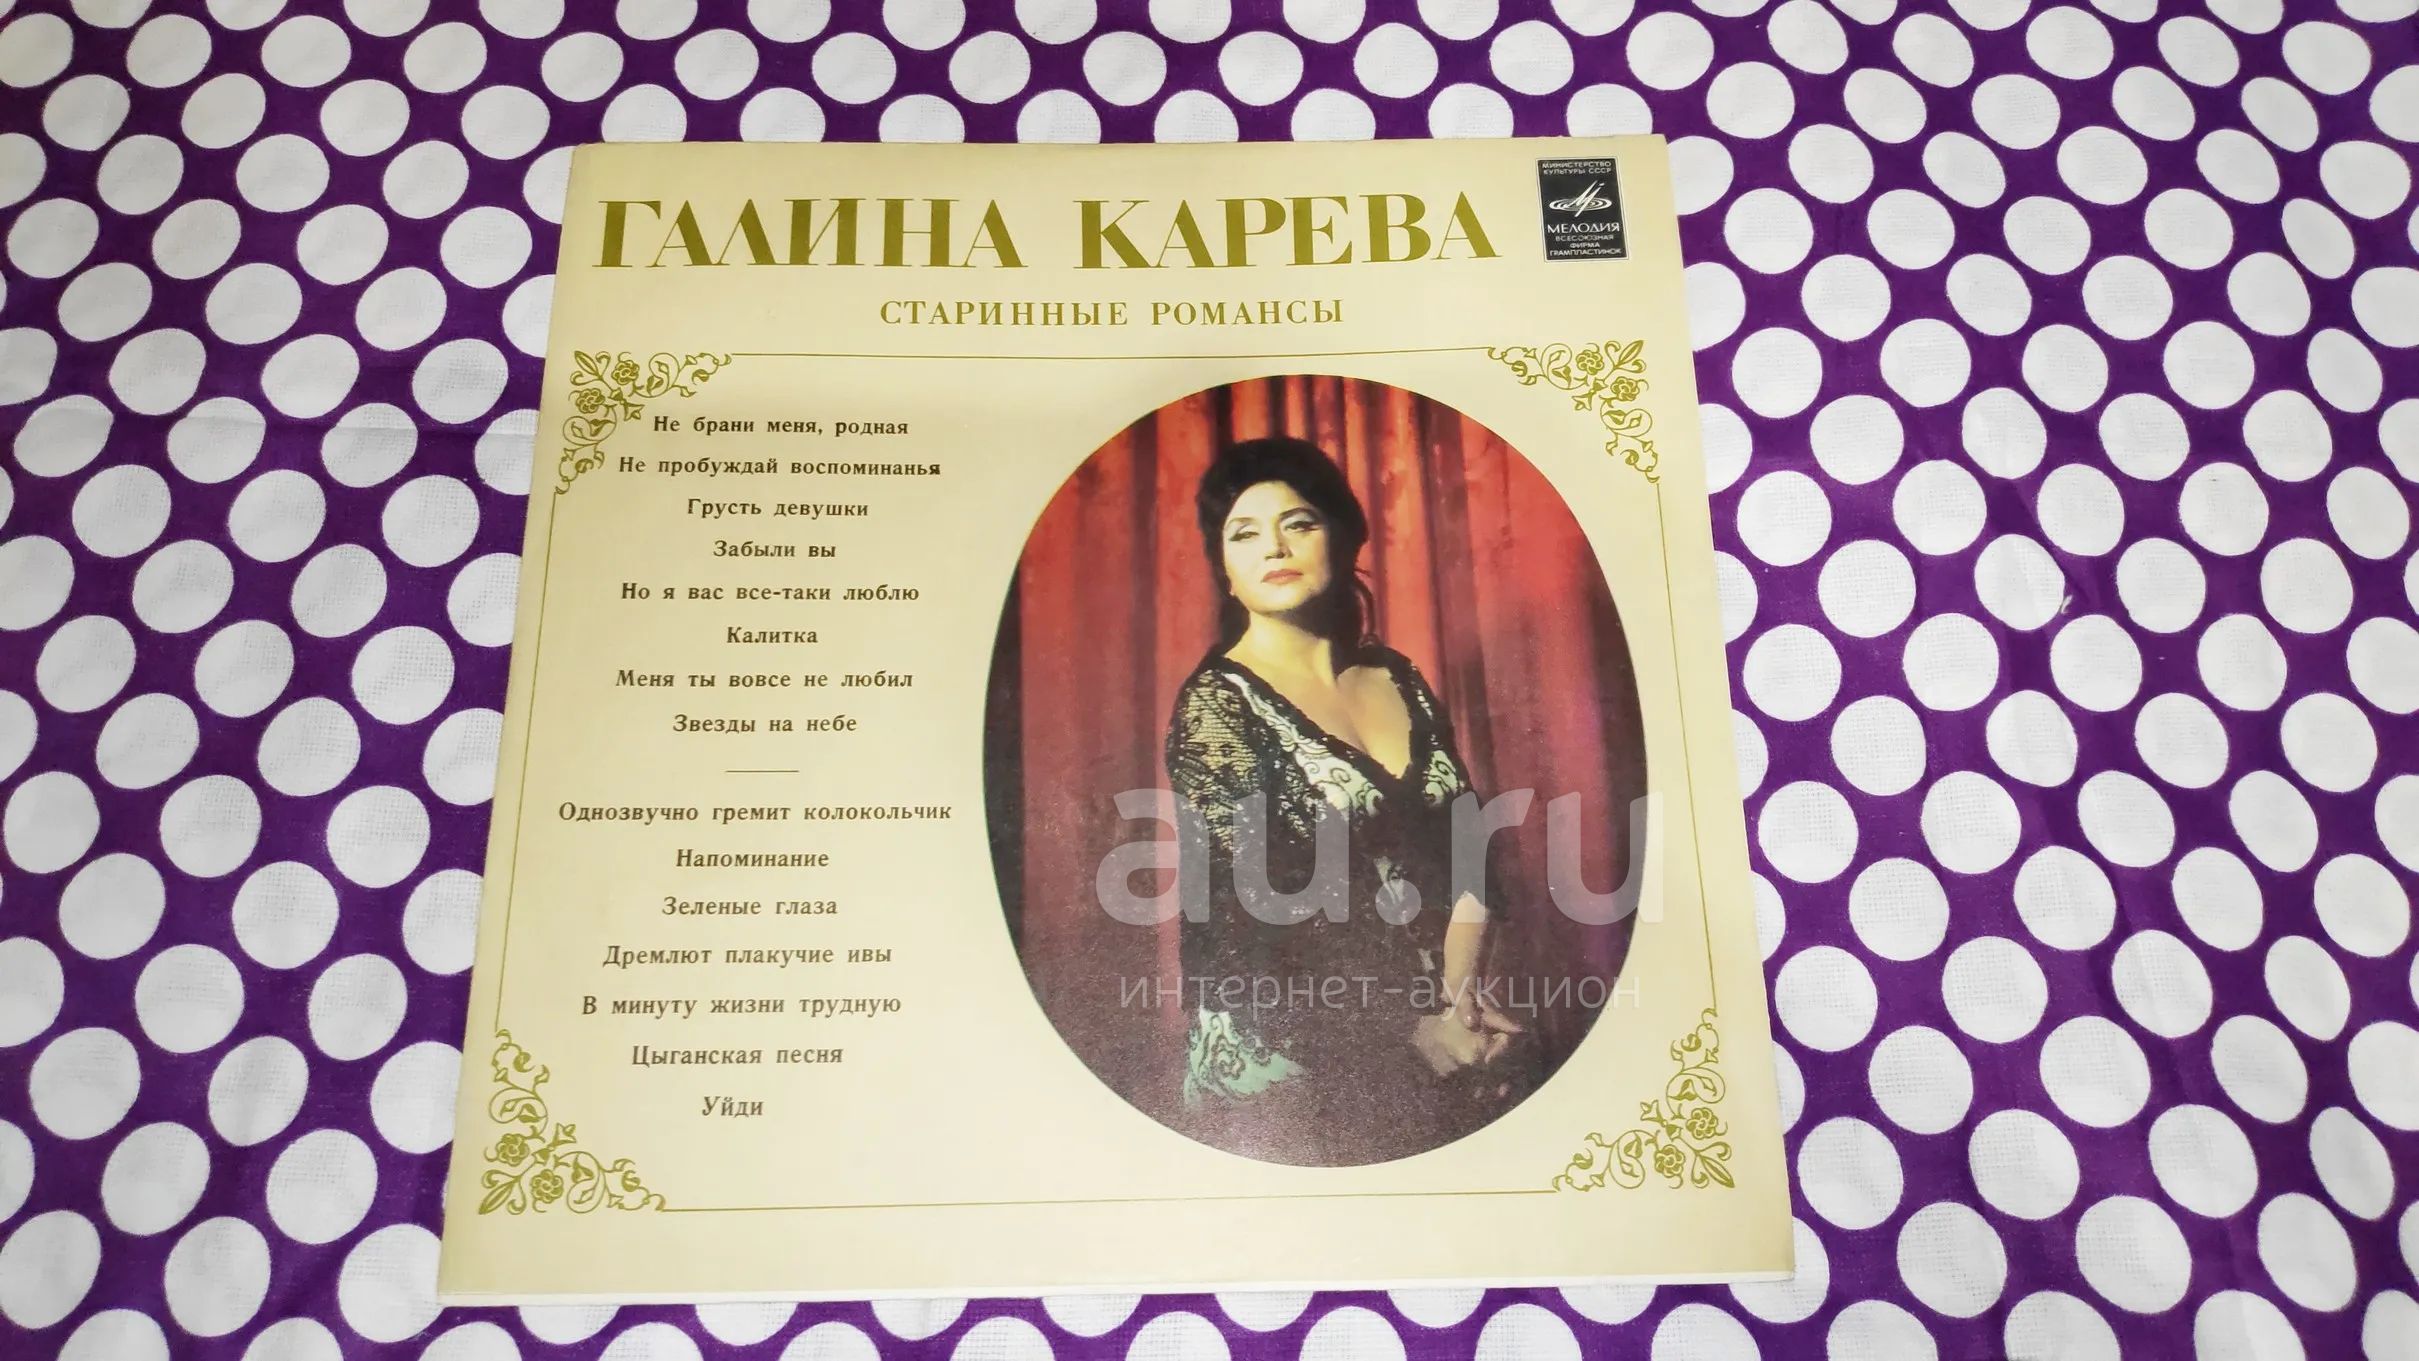 ГАЛИНА КАРЕВА
МИНИСТЕРСТВО
КУЛЬТУРЫ СССР
МЕЛОДИЯ
ВСЕСОЮЗНАЯ
ФИРМА
ГРАМПЛАСТИНОК
СТАРИННЫЕ РОМАНСЫ
Не брани меня, родная
Не пробуждай воспоминанья
Грусть девушки
Забыли вы
Но я вас все-таки люблю
Калитка
Меня ты вовсе не любил
Звезды на небе
Однозвучно гремит колокольчик
Напоминание
Зеленые глаза
Дремлют плакучие ивы
В минуту жизни трудную
Цыганская песня
Уйди
au.ru
интернет-аукцион